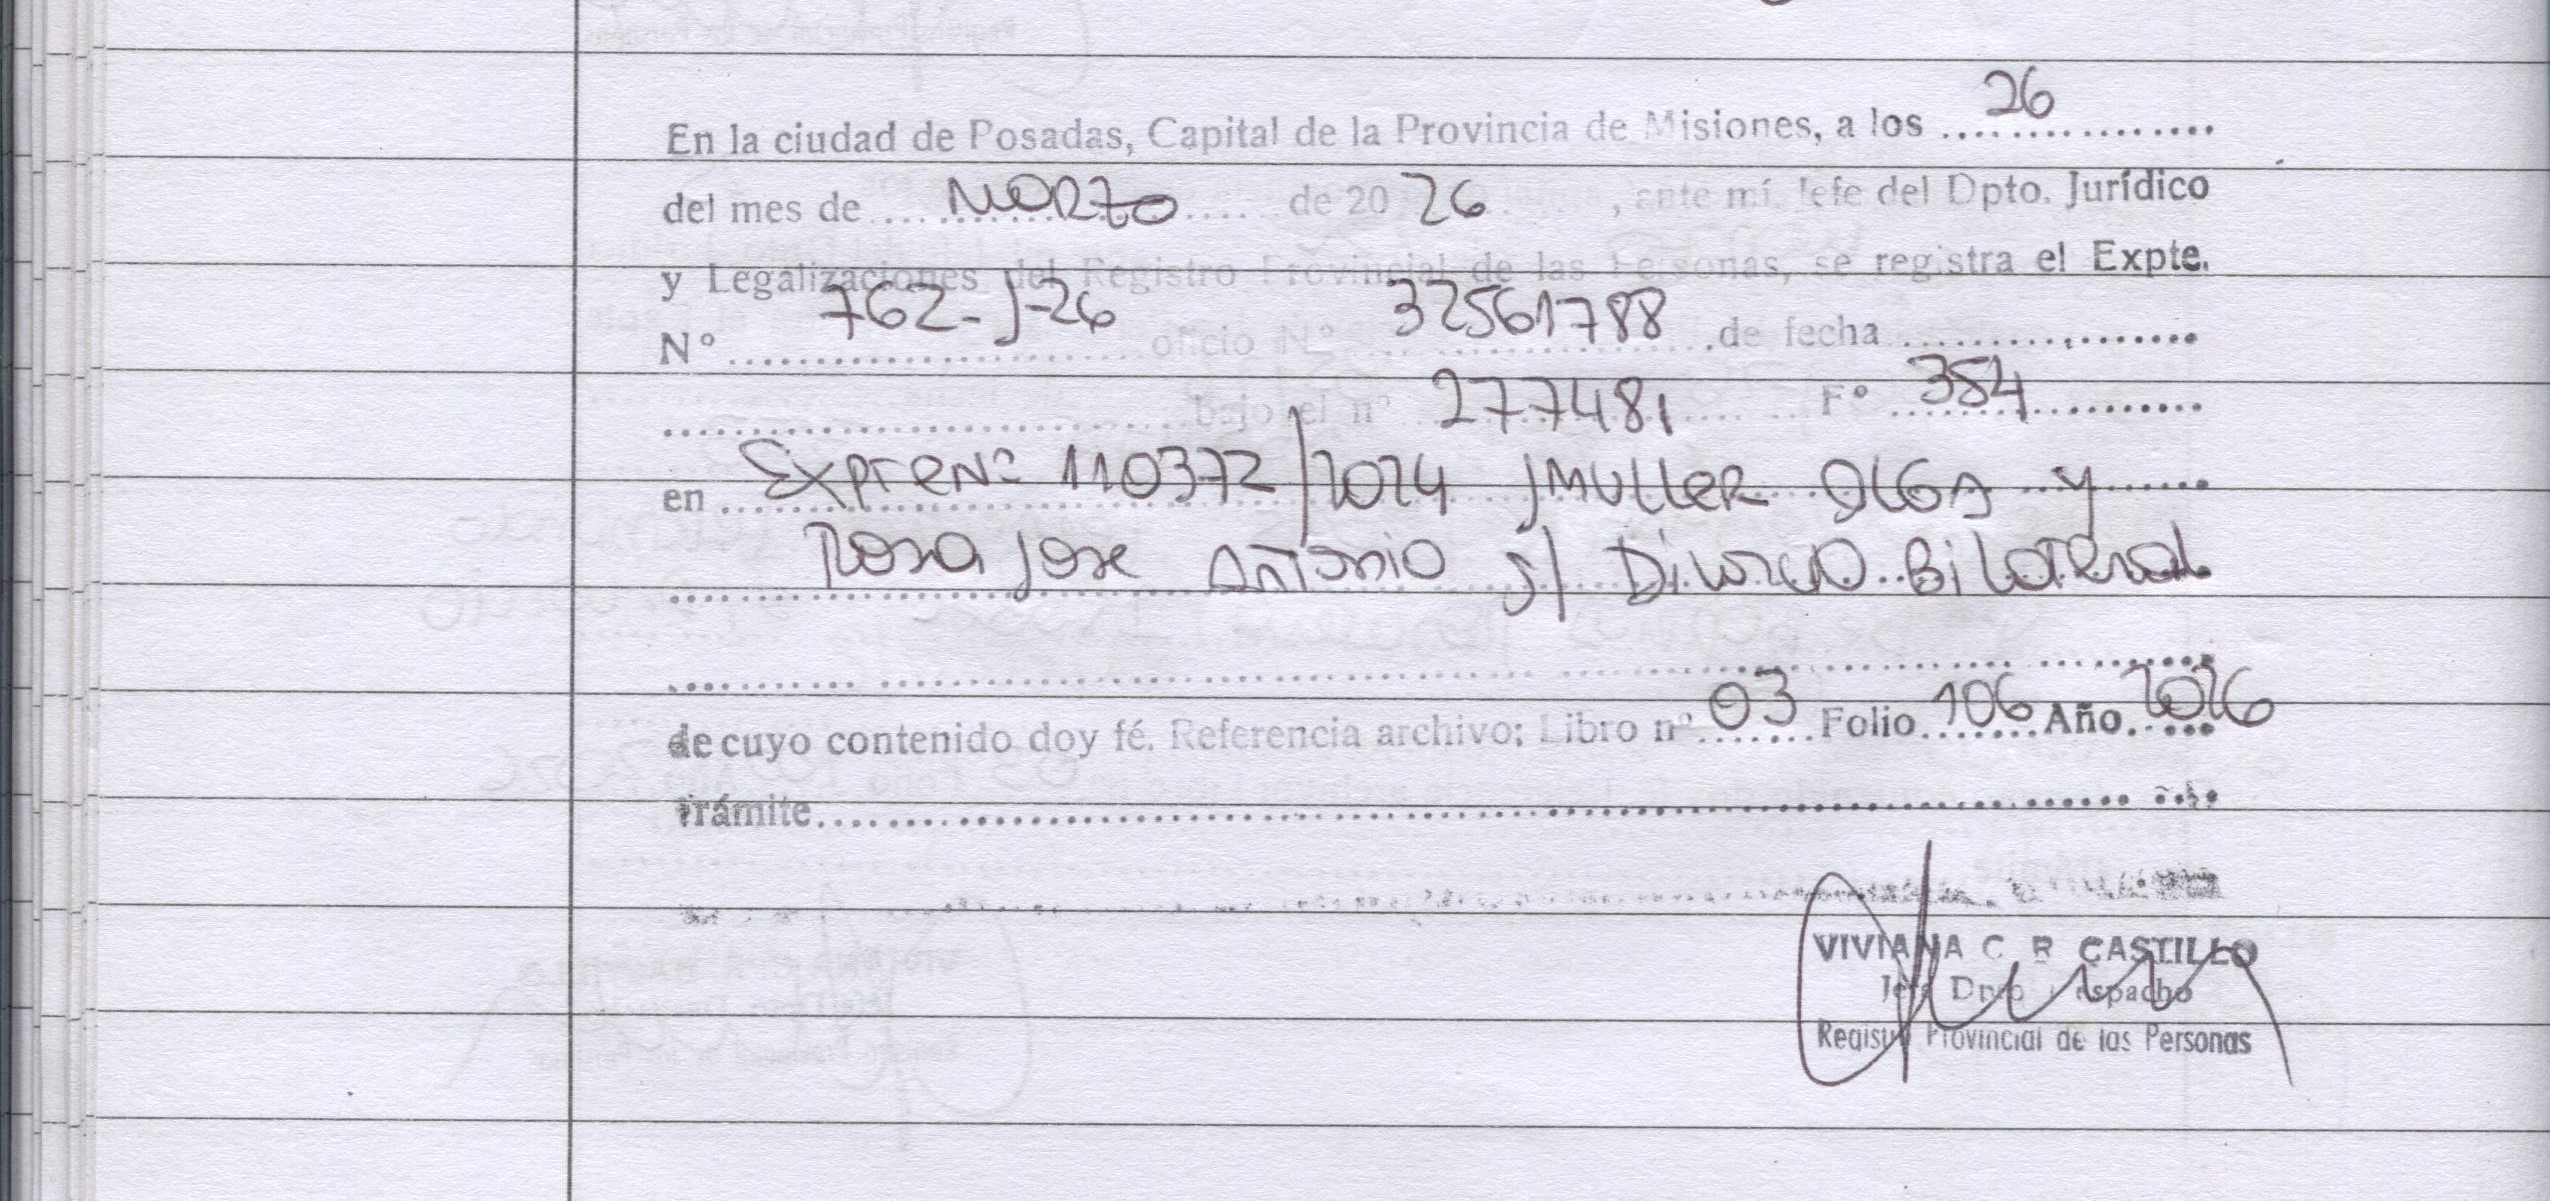 En la ciudad de Posadas, Capital de la Provincia de Misiones, a los 26
del mes de Marzo de 20 26, ante mí, Jefe del Dpto. Jurídico
y Legalizaciones del Registro Provincial de las Personas, se registra el Expte.
N° 762-J-26 oficio N° 32561788 de fecha
bajo el n° 277481 F° 384
en Expte N° 110372/2024 MULLER OLGA y
Rosa Jose Antonio s/ Divorcio Bilateral
de cuyo contenido doy fé. Referencia archivo: Libro n° 03 Folio 106 Año 2026
trámite
VIVIANA C. R. CASTILLO
Jefa Dpto. Despacho
Registro Provincial de las Personas